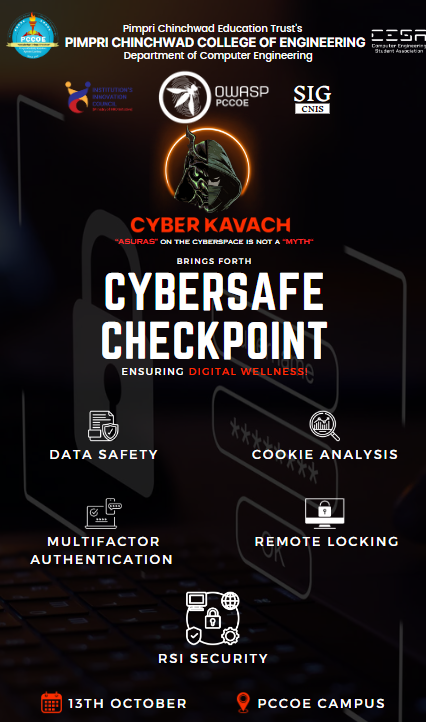 Pimpri Chinchwad Education Trust's
PIMPRI CHINCHWAD COLLEGE OF ENGINEERING
Department of Computer Engineering
PCCOE
CESA
Computer Engineering
Student Association
INSTITUTION'S
INNOVATION
COUNCIL
OWASP
PCCOE
SIG
CNIS
CYBER KAVACH
"ASURAS" ON THE CYBERSPACE IS NOT A "MYTH"
BRINGS FORTH
CYBERSAFE
CHECKPOINT
ENSURING DIGITAL WELLNESS!
name
********
OK
DATA SAFETY
COOKIE ANALYSIS
MULTIFACTOR
AUTHENTICATION
REMOTE LOCKING
RSI SECURITY
13TH OCTOBER
PCCOE CAMPUS